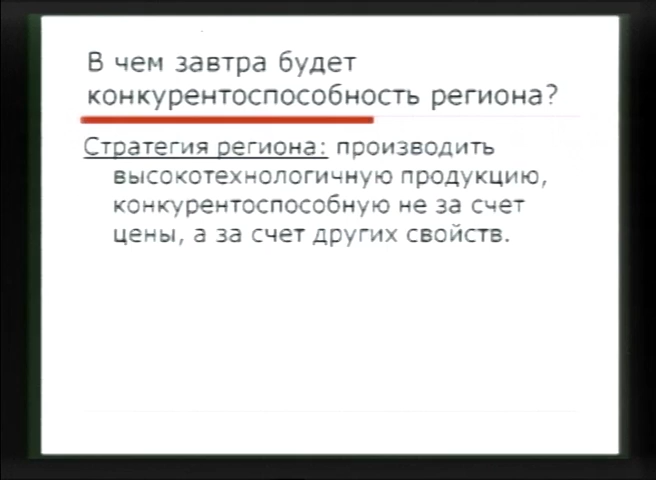 В чем завтра будет
конкурентоспособность региона?
Стратегия региона: производить
высокотехнологичную продукцию,
конкурентоспособную не за счет
цены, а за счет других свойств.